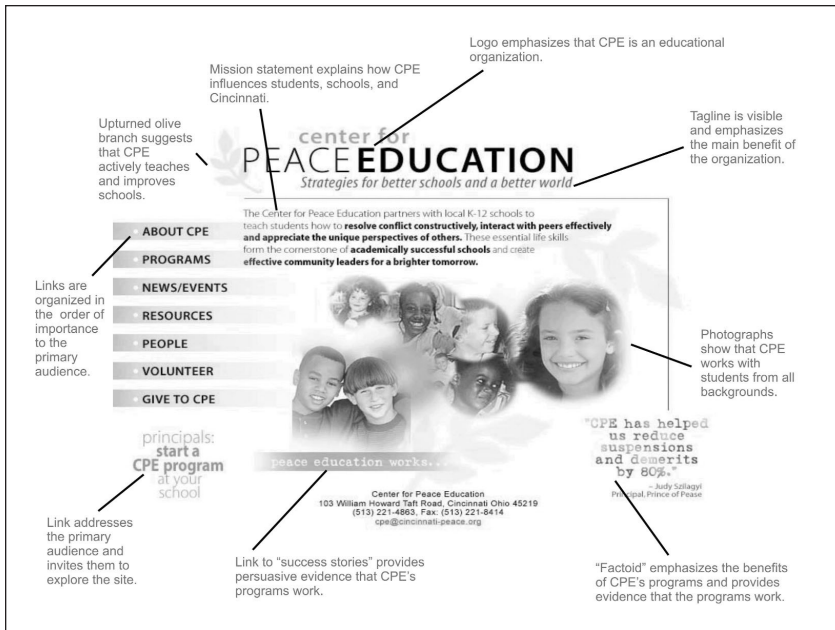 Logo emphasizes that CPE is an educational
organization.
Mission statement explains how CPE
influences students, schools, and
Cincinnati.
Upturned olive
branch suggests
that CPE
actively teaches
and improves
schools.
Tagline is visible
and emphasizes
the main benefit of
the organization.
center for
PEACE EDUCATION
Strategies for better schools and a better world
The Center for Peace Education partners with local K-12 schools to
teach students how to resolve conflict constructively, interact with peers effectively
and appreciate the unique perspectives of others. These essential life skills
form the cornerstone of academically successful schools and create
effective community leaders for a brighter tomorrow.
ABOUT CPE
PROGRAMS
NEWS/EVENTS
RESOURCES
PEOPLE
VOLUNTEER
GIVE TO CPE
Links are
organized in
the order of
importance
to the
primary
audience.
Photographs
show that CPE
works with
students from all
backgrounds.
principals:
start a
CPE program
at your
school
peace education works...
"CPE has helped
us reduce
suspensions
and demerits
by 80%."
– Judy Szilagyi
Principal, Prince of Pease
Center for Peace Education
103 William Howard Taft Road, Cincinnati Ohio 45219
(513) 221-4863, Fax: (513) 221-8414
cpe@cincinnati-peace.org
Link addresses
the primary
audience and
invites them to
explore the site.
Link to “success stories” provides
persuasive evidence that CPE’s
programs work.
“Factoid” emphasizes the benefits
of CPE’s programs and provides
evidence that the programs work.